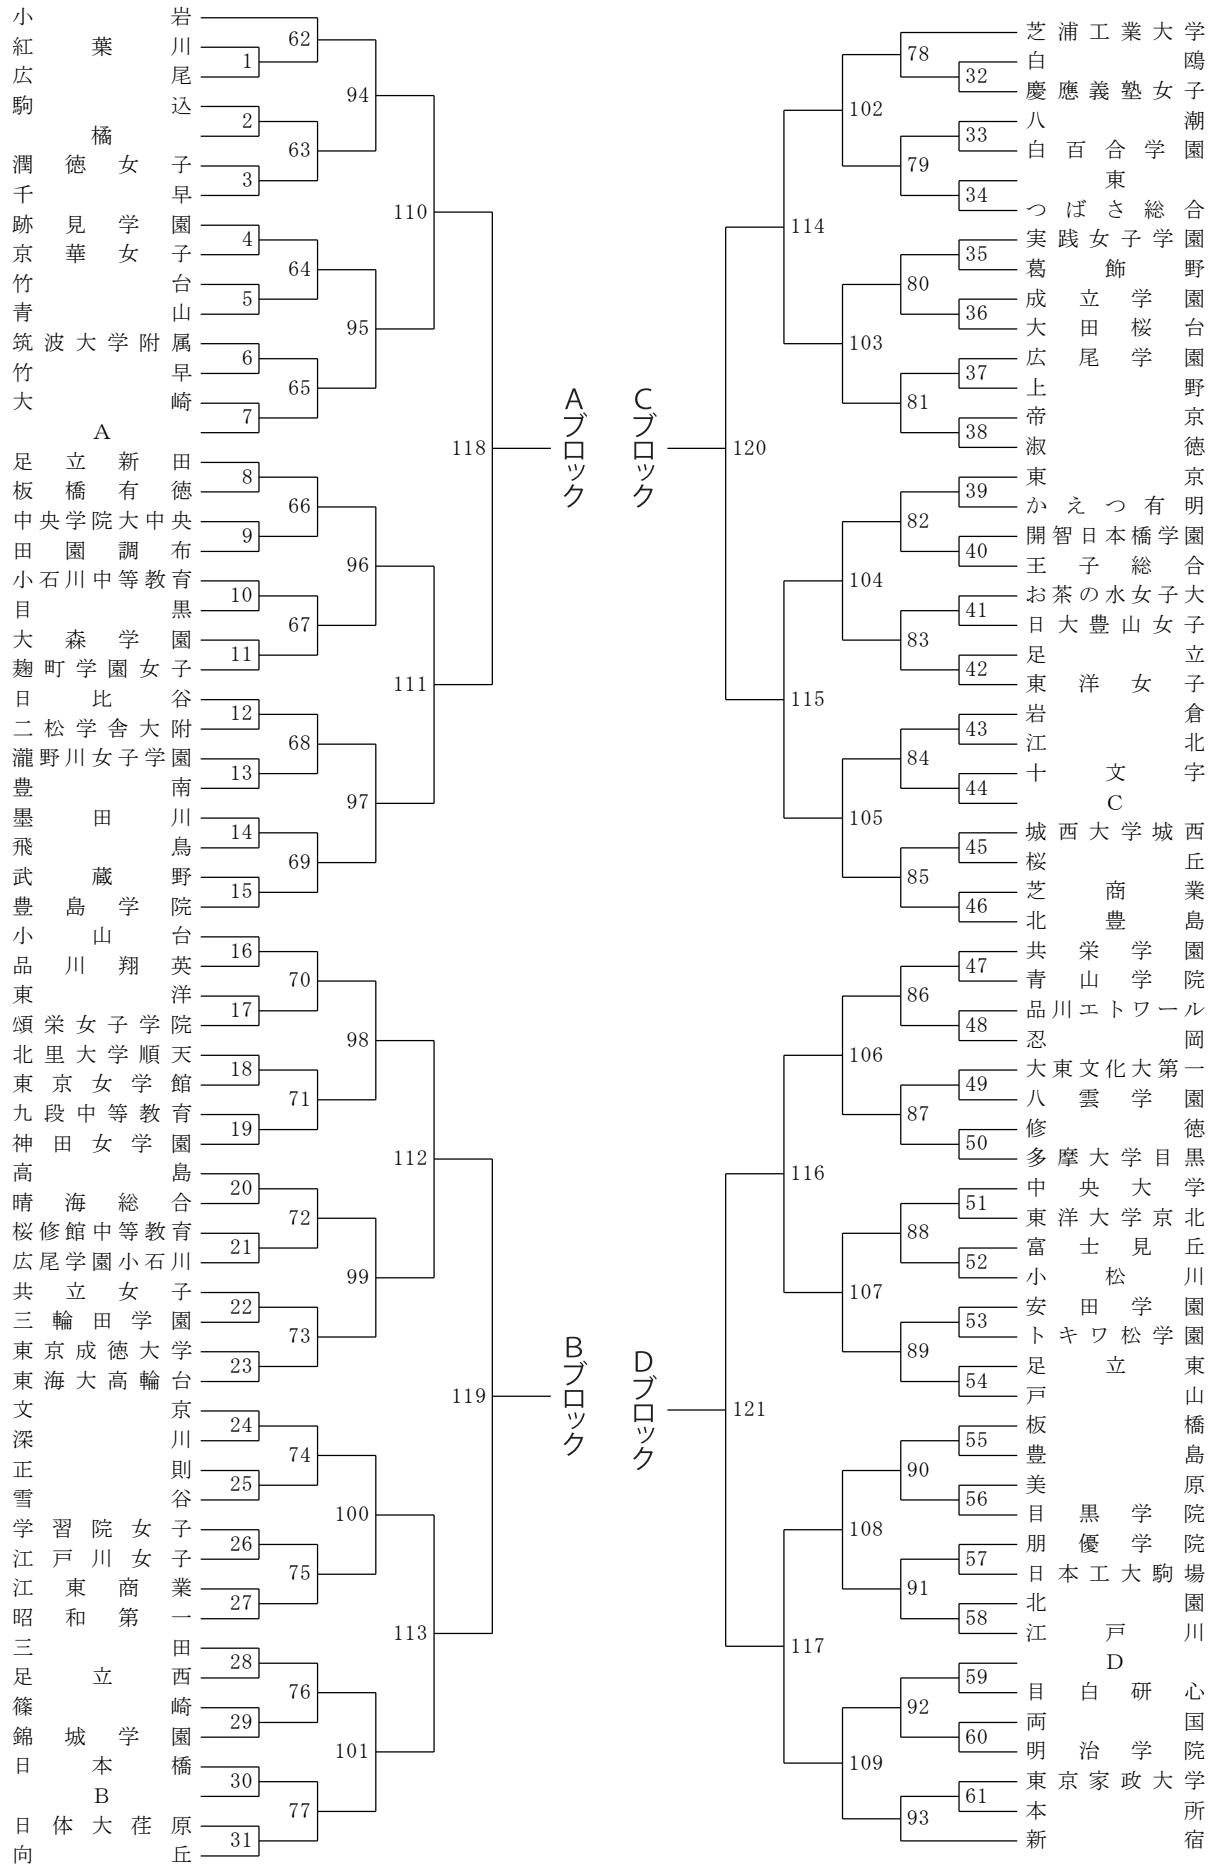 小岩
紅葉川
広尾
駒込
橘
潤徳女子
千早
跡見学園
京華女子
竹台
青山
筑波大学附属
竹早
大崎
A
足立新田
板橋有徳
中央学院大中央
田園調布
小石川中等教育
目黒
大森学園
麹町学園女子
日比谷
二松学舎大附
瀧野川女子学園
豊南
墨田川
飛鳥
武蔵野
豊島学院
小山台
品川翔英
東洋
頌栄女子学院
北里大学順天
東京女学館
九段中等教育
神田女学園
高島
晴海総合
桜修館中等教育
広尾学園小石川
共立女子
三輪田学園
東京成徳大学
東海大高輪台
文京
深川
正則
雪谷
学習院女子
江戸川女子
江東商業
昭和第一
三田
足立西
篠崎
錦城学園
日本橋
B
日体大荏原
向丘
1
2
3
4
5
6
7
8
9
10
11
12
13
14
15
16
17
18
19
20
21
22
23
24
25
26
27
28
29
30
31
62
63
64
65
66
67
68
69
70
71
72
73
74
75
76
77
94
95
96
97
98
99
100
101
110
111
112
113
118
119
Aブロック
Bブロック
Cブロック
Dブロック
120
121
114
115
116
117
102
103
104
105
106
107
108
109
78
79
80
81
82
83
84
85
86
87
88
89
90
91
92
93
32
33
34
35
36
37
38
39
40
41
42
43
44
45
46
47
48
49
50
51
52
53
54
55
56
57
58
59
60
61
芝浦工業大学
白鴎
慶應義塾女子
八潮
白百合学園
東
つばさ総合
実践女子学園
葛飾野
成立学園
大田桜台
広尾学園
上野
帝京
淑徳
東京
かえつ有明
開智日本橋学園
王子総合
お茶の水女子大
日大豊山女子
足立
東洋女子
岩倉
江北
十文字
C
城西大学城西
桜丘
芝商業
北豊島
共栄学園
青山学院
品川エトワール
忍岡
大東文化大第一
八雲学園
修徳
多摩大学目黒
中央大学
東洋大学京北
富士見丘
小松川
安田学園
トキワ松学園
足立東
戸山
板橋
豊島
美原
目黒学院
朋優学院
日本工大駒場
北園
江戸川
D
目白研心
両国
明治学院
東京家政大学
本所
新宿